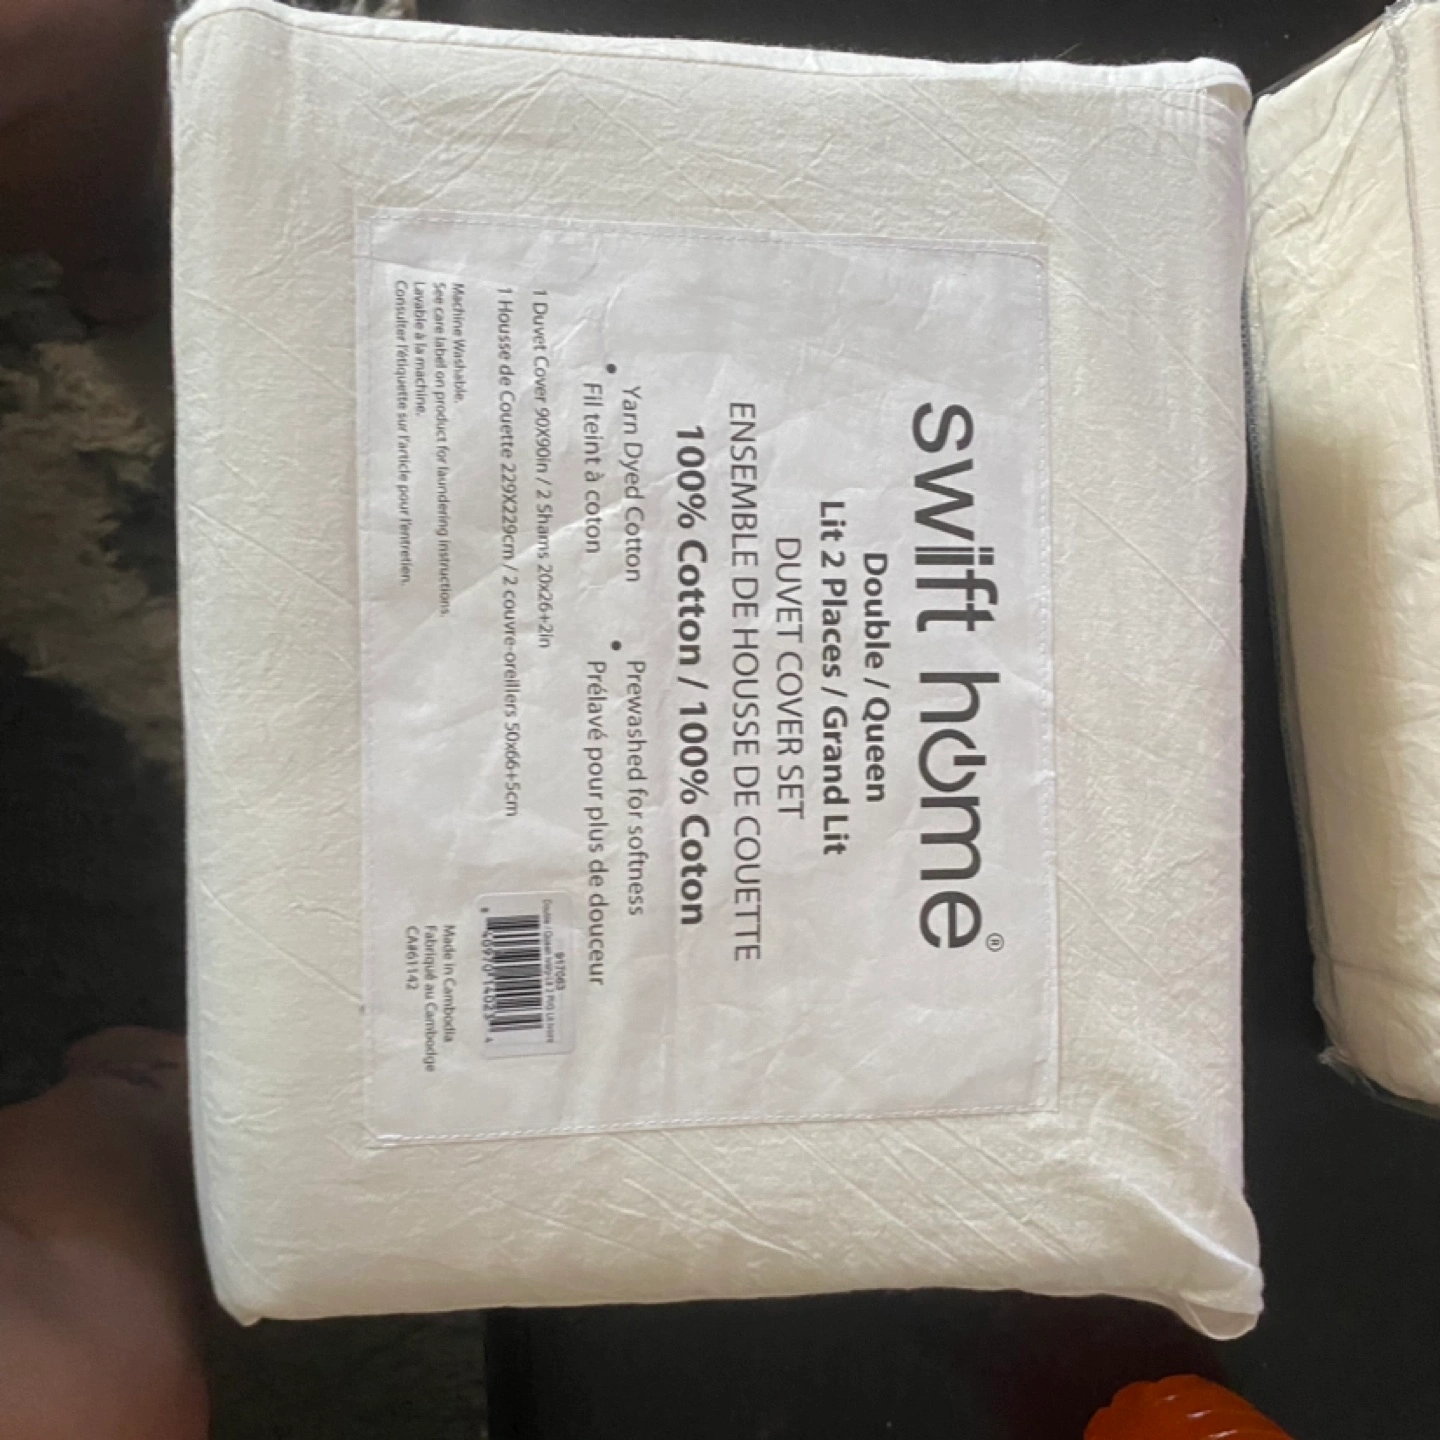 swift home®
Double / Queen
Lit 2 Places / Grand Lit
DUVET COVER SET
ENSEMBLE DE HOUSSE DE COUETTE
100% Cotton / 100% Coton
• Yarn Dyed Cotton
Fil teint à coton
• Prewashed for softness
Prélavé pour plus de douceur
1 Duvet Cover 90X90in / 2 Shams 20x26+2in
1 Housse de Couette 229X229cm / 2 couvre-oreillers 50x66+5cm
Machine Washable.
See care label on product for laundering instructions.
Lavable à la machine.
Consulter l'étiquette sur l'article pour l'entretien.
917063
Double / Queen Ivory
Made in Cambodia
Fabriqué au Cambodge
CA#61142